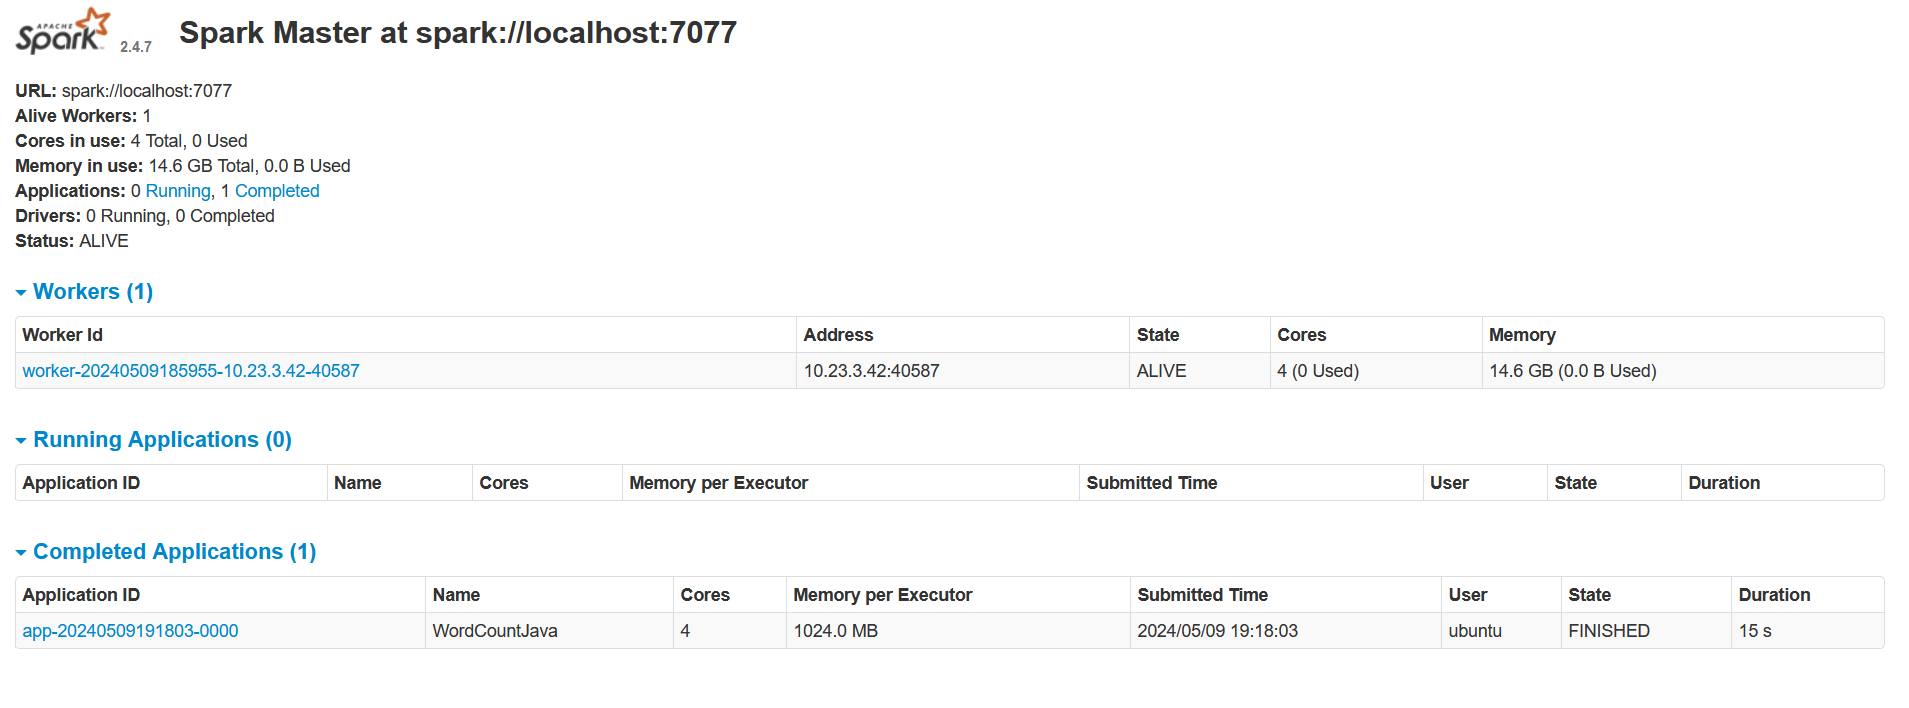 APACHE
Spark 2.4.7 Spark Master at spark://localhost:7077
URL: spark://localhost:7077
Alive Workers: 1
Cores in use: 4 Total, 0 Used
Memory in use: 14.6 GB Total, 0.0 B Used
Applications: 0 Running, 1 Completed
Drivers: 0 Running, 0 Completed
Status: ALIVE
Workers (1)
Worker Id Address State Cores Memory
worker-20240509185955-10.23.3.42-40587 10.23.3.42:40587 ALIVE 4 (0 Used) 14.6 GB (0.0 B Used)
Running Applications (0)
Application ID Name Cores Memory per Executor Submitted Time User State Duration
Completed Applications (1)
Application ID Name Cores Memory per Executor Submitted Time User State Duration
app-20240509191803-0000 WordCountJava 4 1024.0 MB 2024/05/09 19:18:03 ubuntu FINISHED 15 s